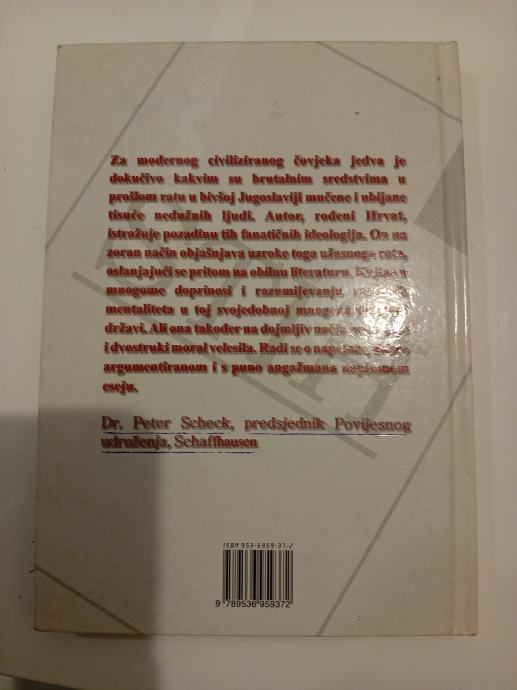 Za modernog civiliziranog čovjeka jedva je
dokučivo kakvim su brutalnim sredstvima u
prošlom ratu u bivšoj Jugoslaviji mučene i ubijane
tisuće nedužnih ljudi. Autor, rođeni Hrvat,
istražuje pozadinu tih fanatičnih ideologija. On na
zoran način objašnjava uzroke toga užasnoga rata,
oslanjajući se pritom na obilnu literaturu. Knjiga u
mnogome doprinosi i razumijevanju
mentaliteta u toj svojedobnoj
državi. Ali ona također na dojmljiv način
i dvostruki moral velesila. Radi se o
argumentiranom i s puno angažmana napisanom
eseju.
Dr. Peter Scheck, predsjednik Povijesnog
udruženja, Schaffhausen
ISBN 953-6959-37-2
9 789536 959372